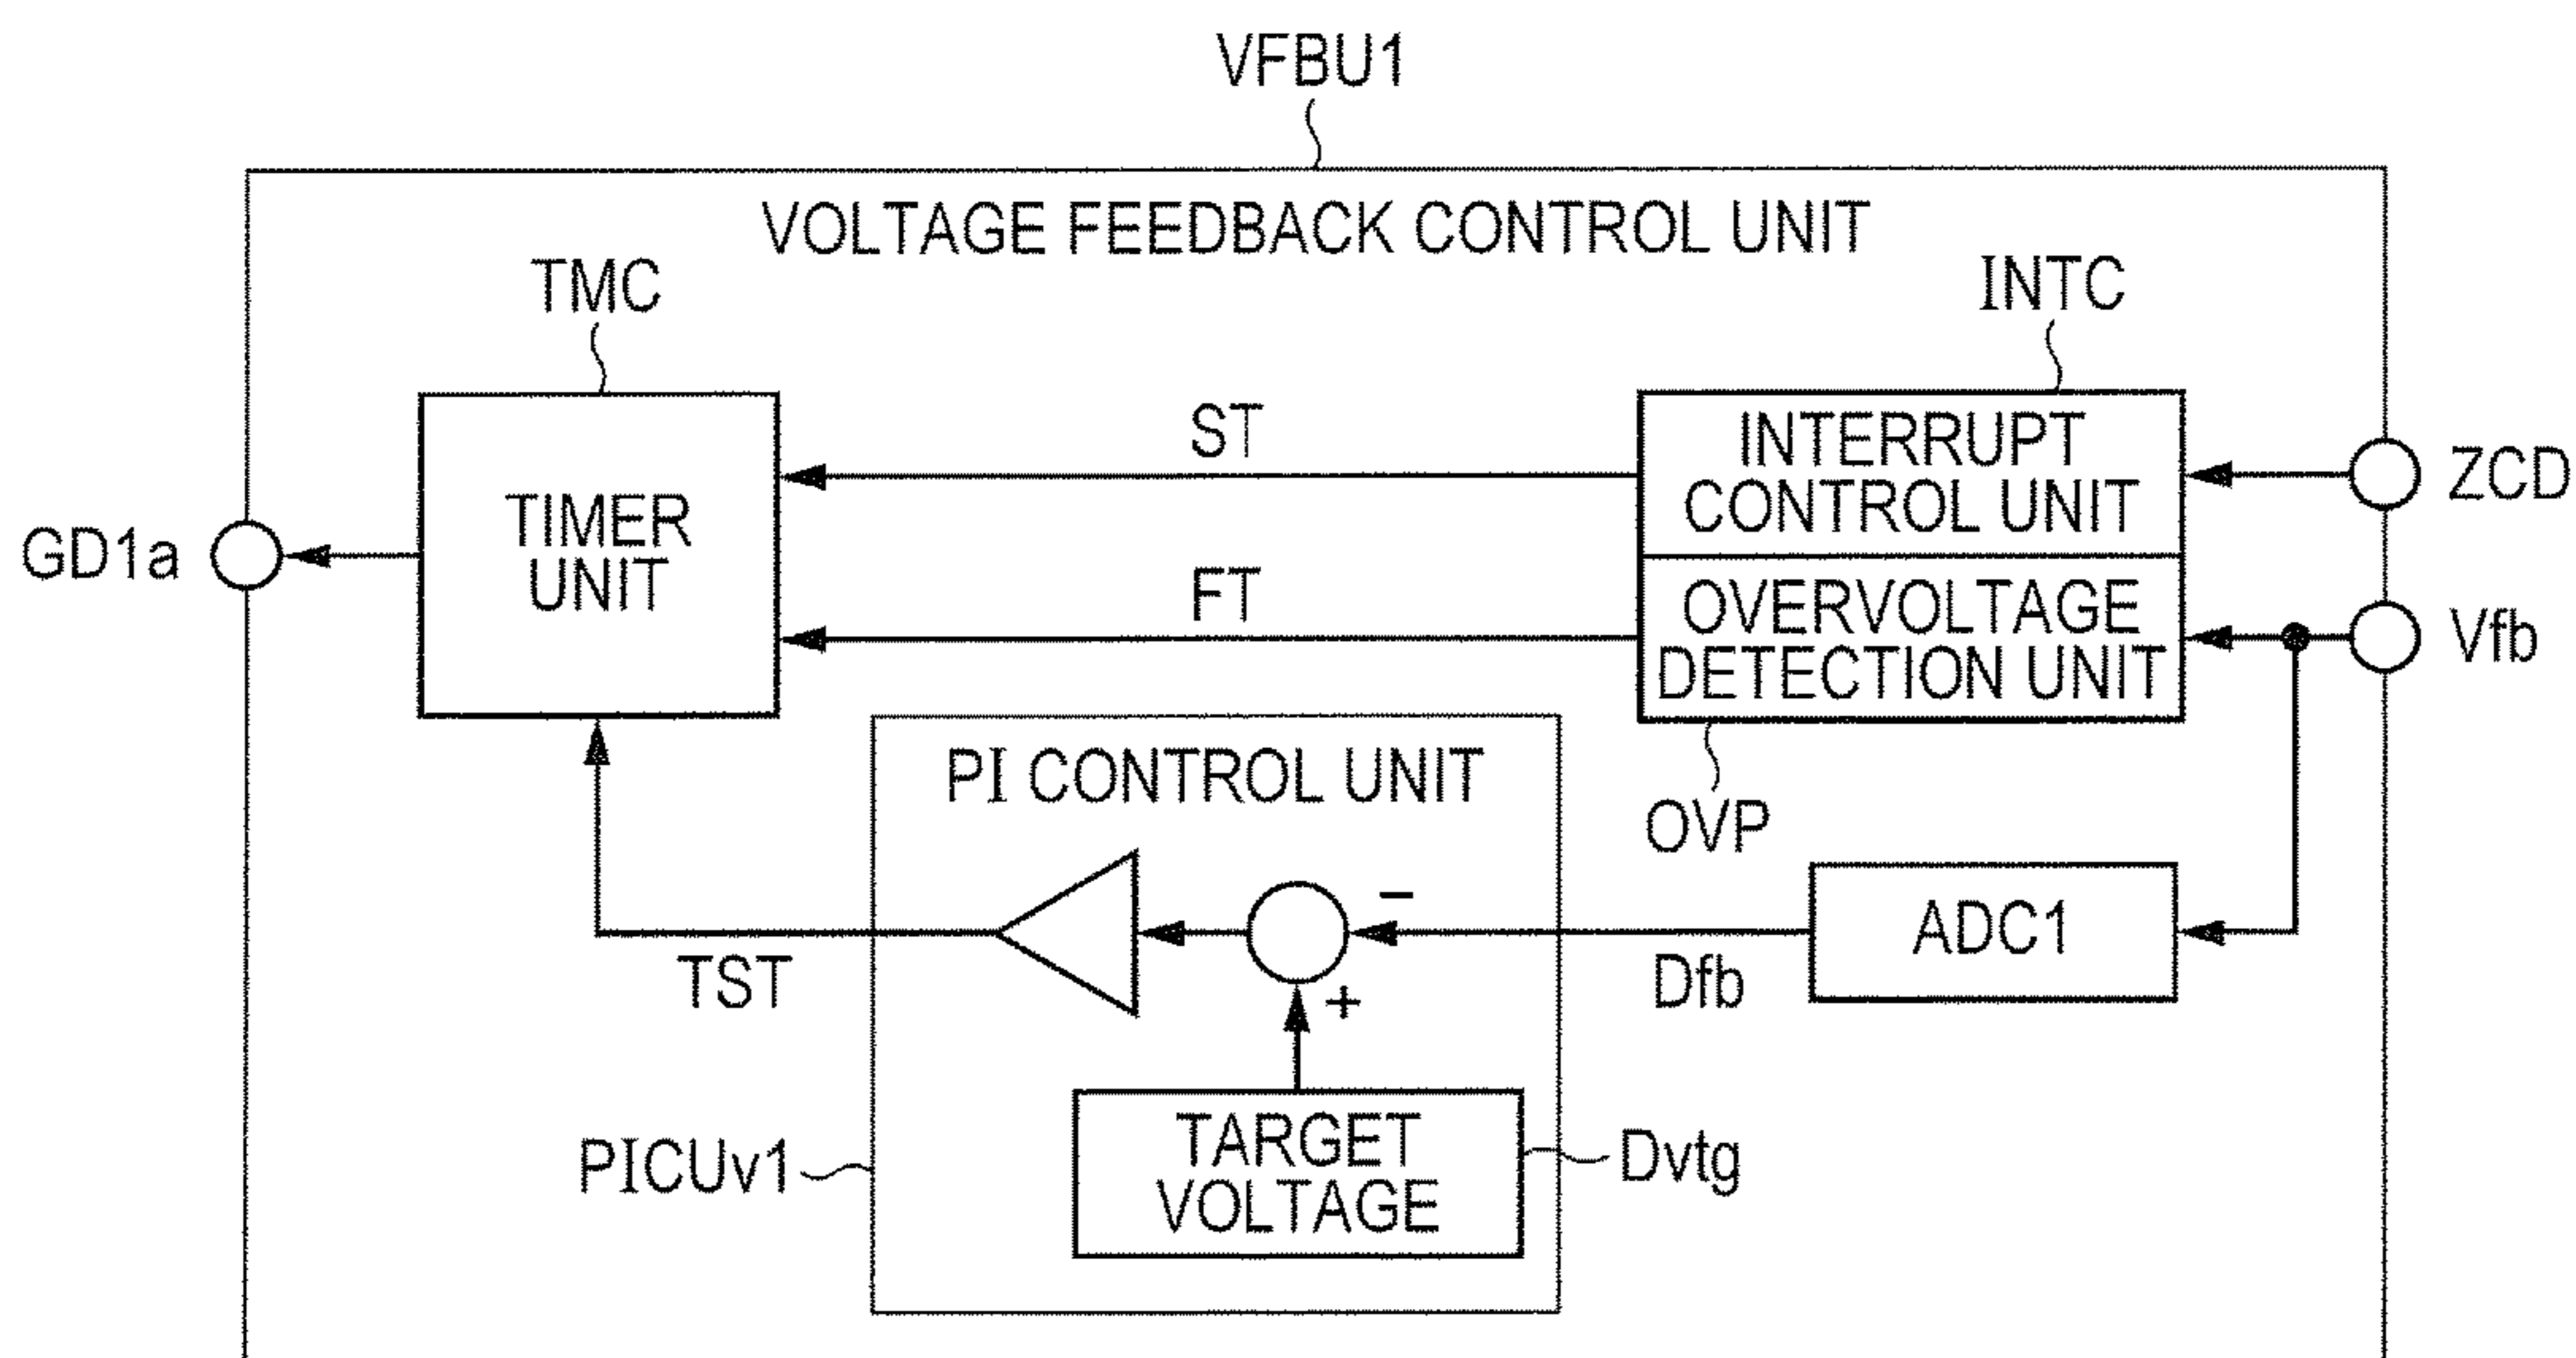 VFBU1
VOLTAGE FEEDBACK CONTROL UNIT
TMC
INTC
ST
INTERRUPT
CONTROL UNIT
ZCD
TIMER
UNIT
GD1a
FT
OVERVOLTAGE
DETECTION UNIT
Vfb
PI CONTROL UNIT
OVP
−
ADC1
TST
+
Dfb
TARGET
VOLTAGE
PICUv1
Dvtg